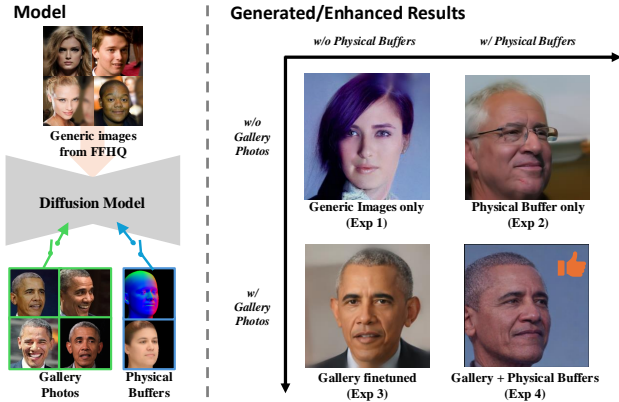 Model
Generic images
from FFHQ
Diffusion Model
Gallery
Photos
Physical
Buffers
Generated/Enhanced Results
w/o Physical Buffers
w/ Physical Buffers
w/o
Gallery
Photos
Generic Images only
(Exp 1)
Physical Buffer only
(Exp 2)
w/
Gallery
Photos
Gallery finetuned
(Exp 3)
Gallery + Physical Buffers
(Exp 4)